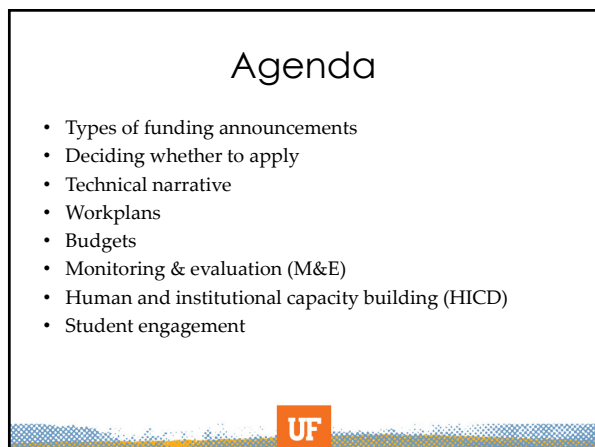 Agenda
• Types of funding announcements
• Deciding whether to apply
• Technical narrative
• Workplans
• Budgets
• Monitoring & evaluation (M&E)
• Human and institutional capacity building (HICD)
• Student engagement
UF